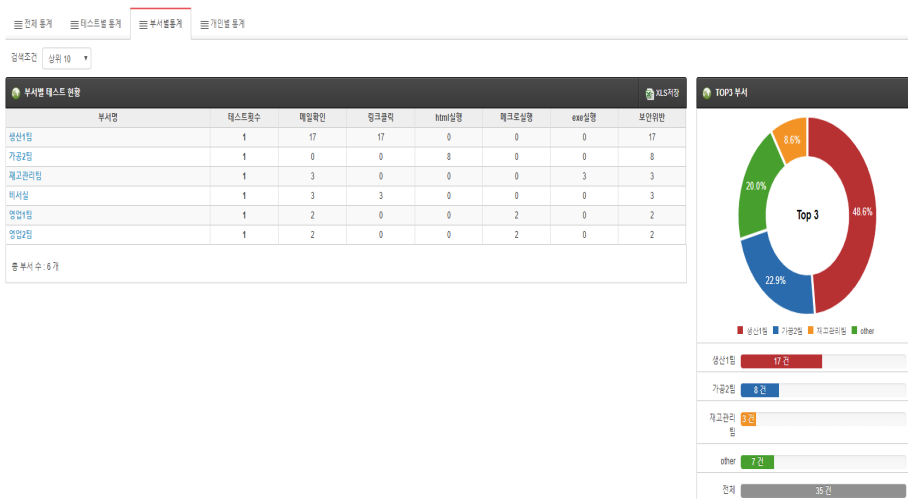 전체 통계 테스트별 통계 부서별통계 개인별 통계
검색조건 상위 10
부서별 테스트 현황 XLS저장
부서명 테스트횟수 메일확인 링크클릭 html실행 매크로실행 exe실행 보안위반
생산1팀 1 17 17 0 0 0 17
가공2팀 1 0 0 8 0 0 8
재고관리팀 1 3 0 0 0 3 3
비서실 1 3 3 0 0 0 3
영업1팀 1 2 0 0 2 0 2
영업2팀 1 2 0 0 2 0 2
총 부서 수 : 6 개
TOP3 부서
8.6%
20.0%
48.6%
Top 3
22.9%
생산1팀 가공2팀 재고관리팀 other
생산1팀 17 건
가공2팀 8 건
재고관리 3 건
팀
other 7 건
전체 35 건